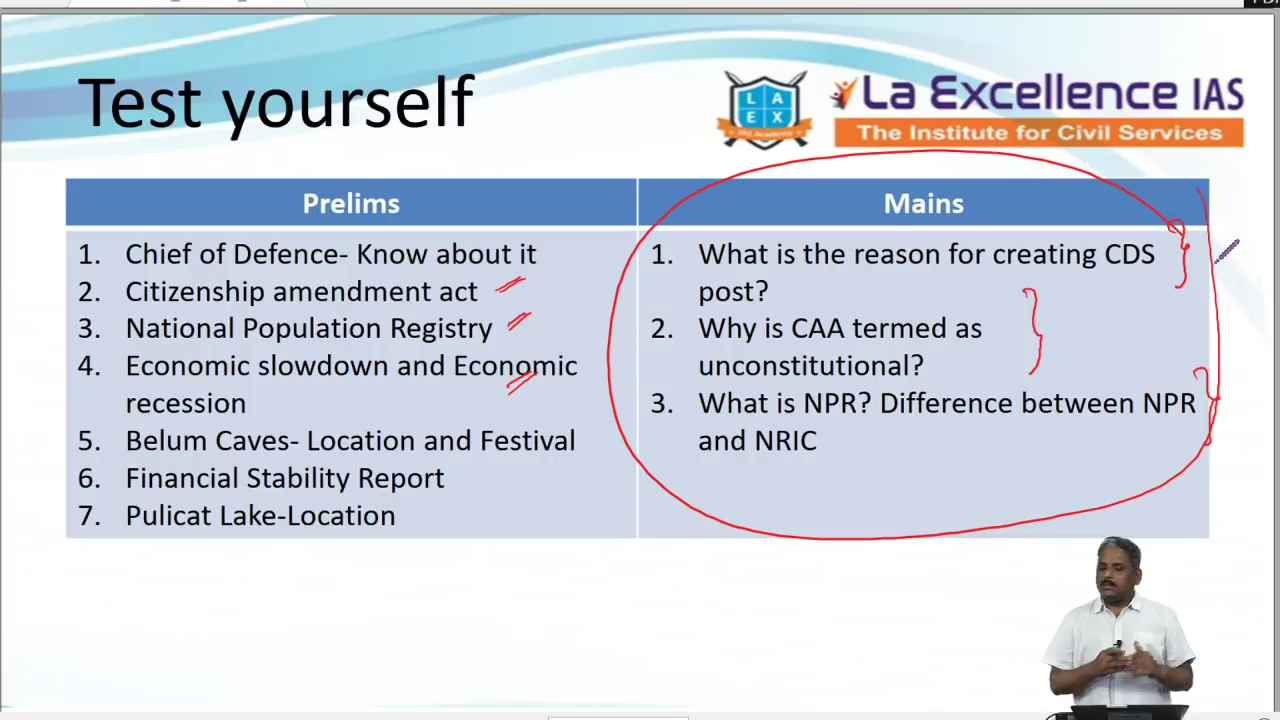 Test yourself
L A
E X
IAS Academy
La Excellence IAS
The Institute for Civil Services
Prelims
1. Chief of Defence- Know about it
2. Citizenship amendment act
3. National Population Registry
4. Economic slowdown and Economic
recession
5. Belum Caves- Location and Festival
6. Financial Stability Report
7. Pulicat Lake-Location
Mains
1. What is the reason for creating CDS
post?
2. Why is CAA termed as
unconstitutional?
3. What is NPR? Difference between NPR
and NRIC